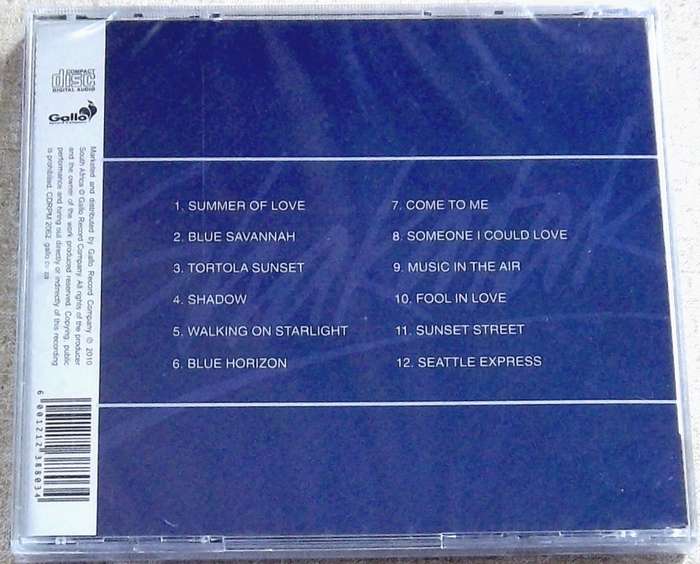 COMPACT
disc
DIGITAL AUDIO
Gallo
Marketed and distributed by Gallo Record Company ℗ 2010
South Africa © Gallo Record Company. All rights of the producer
and the owner of the work produced reserved. Copying, public
performance and hiring out directly or indirectly of this recording
is prohibited. CDRPM 2062. gallo.co.za
6 001212 388034
1. SUMMER OF LOVE
2. BLUE SAVANNAH
3. TORTOLA SUNSET
4. SHADOW
5. WALKING ON STARLIGHT
6. BLUE HORIZON
7. COME TO ME
8. SOMEONE I COULD LOVE
9. MUSIC IN THE AIR
10. FOOL IN LOVE
11. SUNSET STREET
12. SEATTLE EXPRESS